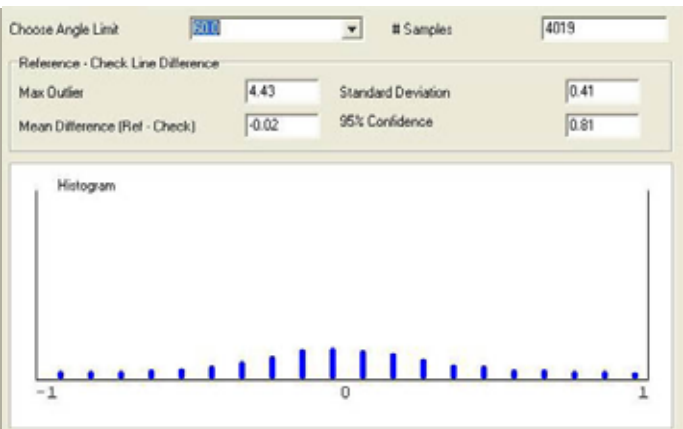 Choose Angle Limit 60.0 # Samples 4019
Reference - Check Line Difference
Max Outlier 4.43 Standard Deviation 0.41
Mean Difference (Ref - Check) -0.02 95% Confidence 0.81
Histogram
-1 0 1